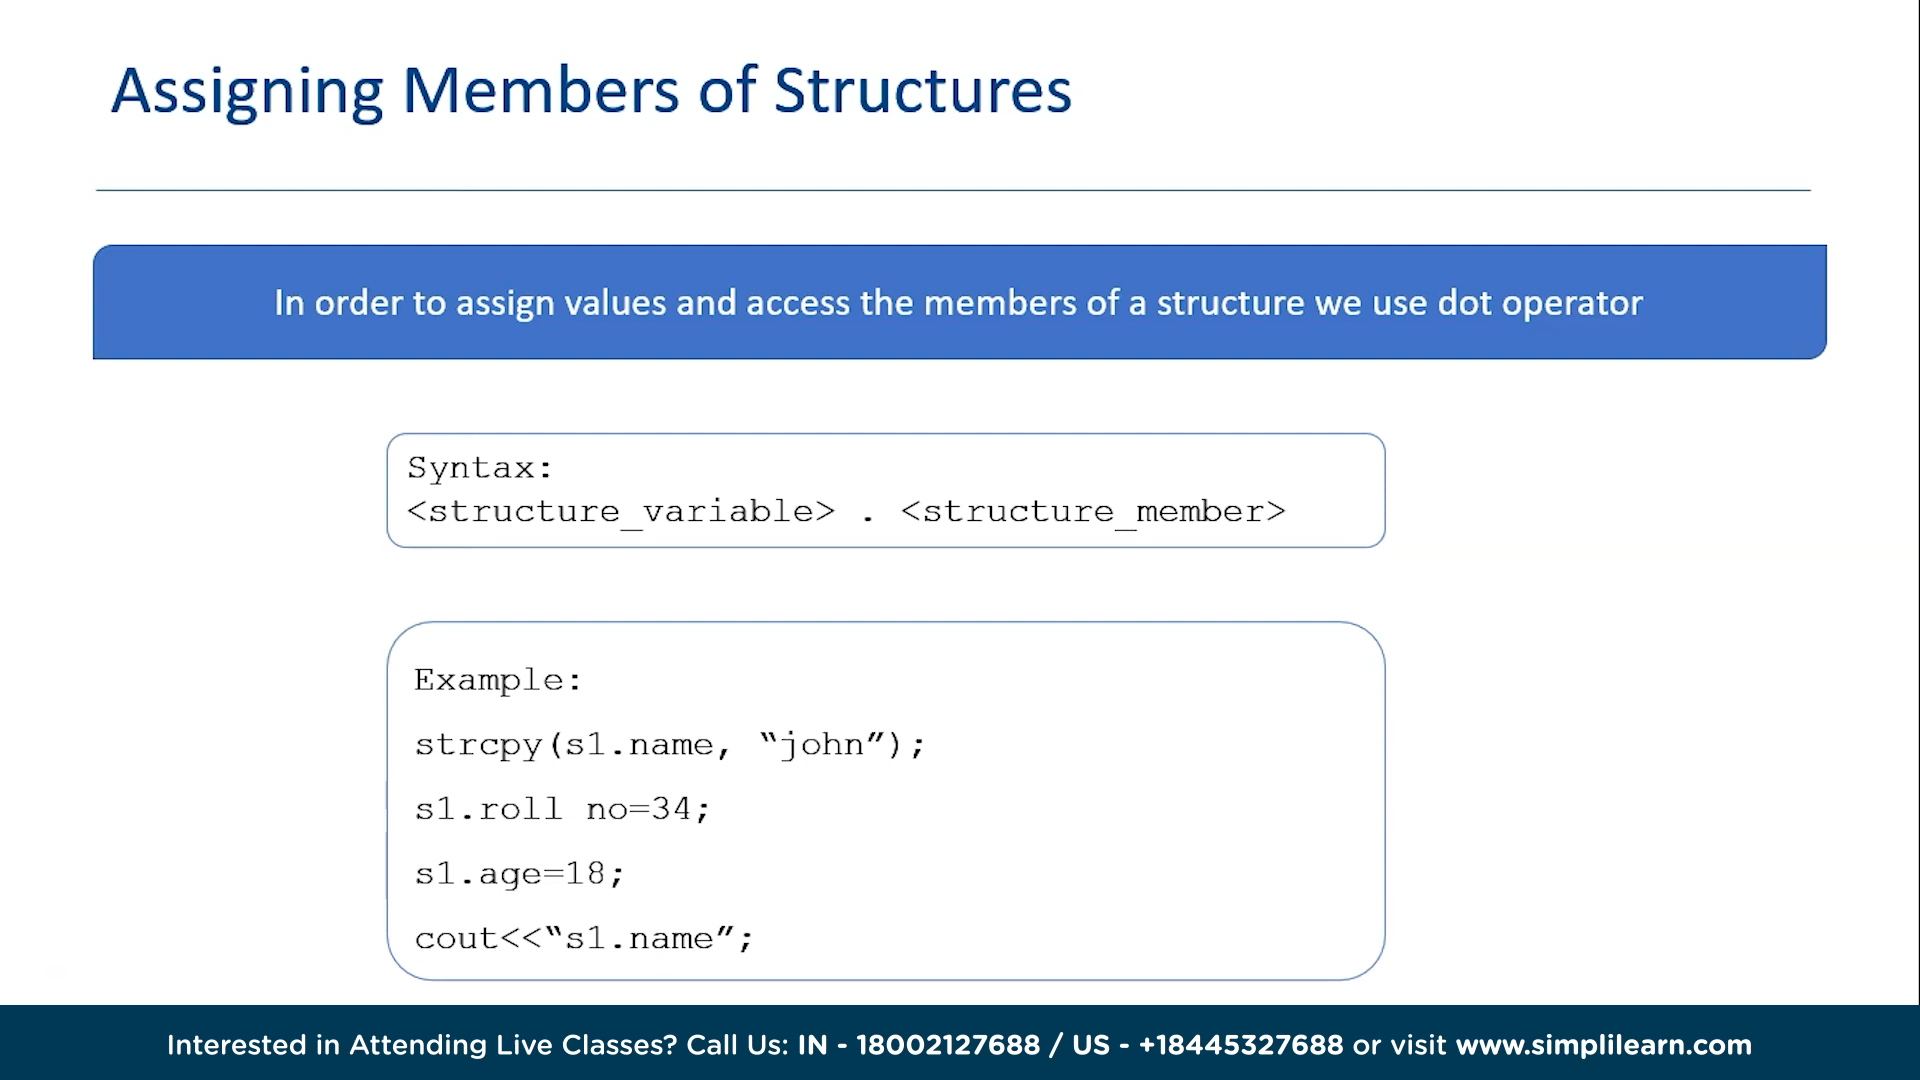 Assigning Members of Structures
In order to assign values and access the members of a structure we use dot operator
Syntax:
<structure_variable> . <structure_member>
Example:
strcpy(s1.name, “john”);
s1.roll no=34;
s1.age=18;
cout<<“s1.name”;
Interested in Attending Live Classes? Call Us: IN - 18002127688 / US - +18445327688 or visit www.simplilearn.com